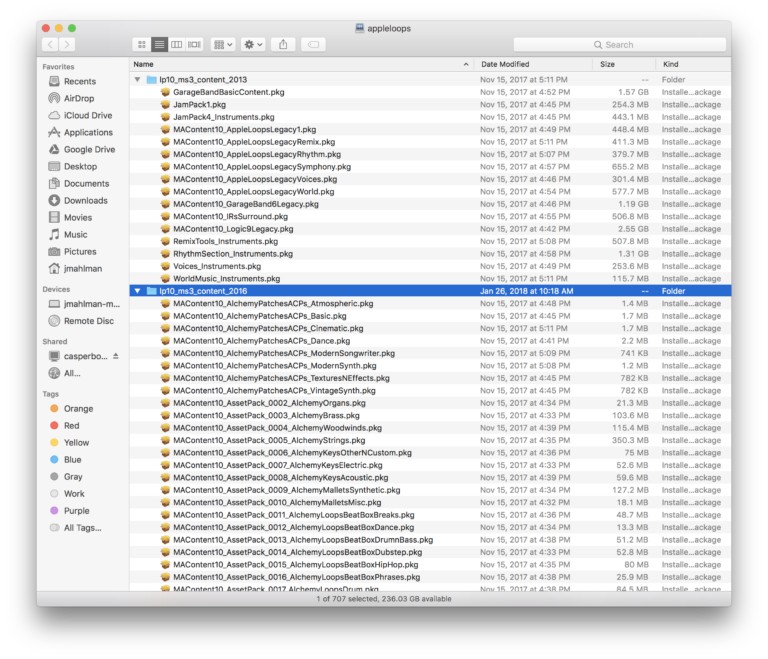 appleloops
Search
Favorites
Recents
AirDrop
iCloud Drive
Applications
Google Drive
Desktop
Documents
Downloads
Movies
Music
Pictures
jmahlman
Devices
jmahlman-m...
Remote Disc
Shared
casperbo...
All...
Tags
Orange
Red
Yellow
Blue
Gray
Work
Purple
All Tags...
Name Date Modified Size Kind
lp10_ms3_content_2013 Nov 15, 2017 at 5:11 PM -- Folder
GarageBandBasicContent.pkg Nov 15, 2017 at 4:52 PM 1.57 GB Installe...ackage
JamPack1.pkg Nov 15, 2017 at 4:45 PM 254.3 MB Installe...ackage
JamPack4_Instruments.pkg Nov 15, 2017 at 4:45 PM 443.1 MB Installe...ackage
MAContent10_AppleLoopsLegacy1.pkg Nov 15, 2017 at 4:49 PM 448.4 MB Installe...ackage
MAContent10_AppleLoopsLegacyRemix.pkg Nov 15, 2017 at 5:11 PM 411.3 MB Installe...ackage
MAContent10_AppleLoopsLegacyRhythm.pkg Nov 15, 2017 at 5:07 PM 379.7 MB Installe...ackage
MAContent10_AppleLoopsLegacySymphony.pkg Nov 15, 2017 at 4:57 PM 655.2 MB Installe...ackage
MAContent10_AppleLoopsLegacyVoices.pkg Nov 15, 2017 at 4:46 PM 301.4 MB Installe...ackage
MAContent10_AppleLoopsLegacyWorld.pkg Nov 15, 2017 at 4:54 PM 577.7 MB Installe...ackage
MAContent10_GarageBand6Legacy.pkg Nov 15, 2017 at 4:46 PM 1.19 GB Installe...ackage
MAContent10_IRsSurround.pkg Nov 15, 2017 at 4:55 PM 506.8 MB Installe...ackage
MAContent10_Logic9Legacy.pkg Nov 15, 2017 at 4:42 PM 2.55 GB Installe...ackage
RemixTools_Instruments.pkg Nov 15, 2017 at 5:08 PM 507.8 MB Installe...ackage
RhythmSection_Instruments.pkg Nov 15, 2017 at 4:58 PM 1.31 GB Installe...ackage
Voices_Instruments.pkg Nov 15, 2017 at 4:49 PM 253.6 MB Installe...ackage
WorldMusic_Instruments.pkg Nov 15, 2017 at 5:11 PM 115.7 MB Installe...ackage
lp10_ms3_content_2016 Jan 26, 2018 at 10:18 AM -- Folder
MAContent10_AlchemyPatchesACPs_Atmospheric.pkg Nov 15, 2017 at 4:48 PM 1.4 MB Installe...ackage
MAContent10_AlchemyPatchesACPs_Basic.pkg Nov 15, 2017 at 4:45 PM 1.7 MB Installe...ackage
MAContent10_AlchemyPatchesACPs_Cinematic.pkg Nov 15, 2017 at 5:11 PM 1.7 MB Installe...ackage
MAContent10_AlchemyPatchesACPs_Dance.pkg Nov 15, 2017 at 4:41 PM 2.2 MB Installe...ackage
MAContent10_AlchemyPatchesACPs_ModernSongwriter.pkg Nov 15, 2017 at 5:09 PM 741 KB Installe...ackage
MAContent10_AlchemyPatchesACPs_ModernSynth.pkg Nov 15, 2017 at 5:08 PM 1.2 MB Installe...ackage
MAContent10_AlchemyPatchesACPs_TexturesNEffects.pkg Nov 15, 2017 at 4:45 PM 782 KB Installe...ackage
MAContent10_AlchemyPatchesACPs_VintageSynth.pkg Nov 15, 2017 at 4:45 PM 782 KB Installe...ackage
MAContent10_AssetPack_0002_AlchemyOrgans.pkg Nov 15, 2017 at 4:34 PM 21.3 MB Installe...ackage
MAContent10_AssetPack_0003_AlchemyBrass.pkg Nov 15, 2017 at 4:33 PM 103.6 MB Installe...ackage
MAContent10_AssetPack_0004_AlchemyWoodwinds.pkg Nov 15, 2017 at 4:39 PM 115.4 MB Installe...ackage
MAContent10_AssetPack_0005_AlchemyStrings.pkg Nov 15, 2017 at 4:35 PM 350.3 MB Installe...ackage
MAContent10_AssetPack_0006_AlchemyKeysOtherNCustom.pkg Nov 15, 2017 at 4:36 PM 75 MB Installe...ackage
MAContent10_AssetPack_0007_AlchemyKeysElectric.pkg Nov 15, 2017 at 4:33 PM 52.6 MB Installe...ackage
MAContent10_AssetPack_0008_AlchemyKeysAcoustic.pkg Nov 15, 2017 at 4:39 PM 59.6 MB Installe...ackage
MAContent10_AssetPack_0009_AlchemyMalletsSynthetic.pkg Nov 15, 2017 at 4:34 PM 127.2 MB Installe...ackage
MAContent10_AssetPack_0010_AlchemyMalletsMisc.pkg Nov 15, 2017 at 4:32 PM 18.1 MB Installe...ackage
MAContent10_AssetPack_0011_AlchemyLoopsBeatBoxBreaks.pkg Nov 15, 2017 at 4:36 PM 48.7 MB Installe...ackage
MAContent10_AssetPack_0012_AlchemyLoopsBeatBoxDance.pkg Nov 15, 2017 at 4:34 PM 13.3 MB Installe...ackage
MAContent10_AssetPack_0013_AlchemyLoopsBeatBoxDrumnBass.pkg Nov 15, 2017 at 4:38 PM 51.2 MB Installe...ackage
MAContent10_AssetPack_0014_AlchemyLoopsBeatBoxDubstep.pkg Nov 15, 2017 at 4:33 PM 52.8 MB Installe...ackage
MAContent10_AssetPack_0015_AlchemyLoopsBeatBoxHipHop.pkg Nov 15, 2017 at 4:35 PM 80 MB Installe...ackage
MAContent10_AssetPack_0016_AlchemyLoopsBeatBoxPhrases.pkg Nov 15, 2017 at 4:38 PM 25.9 MB Installe...ackage
MAContent10_AssetPack_0017_AlchemyLoopsDrum.pkg Nov 15, 2017 at 4:38 PM 84.5 MB Installe...ackage
1 of 707 selected, 236.03 GB available